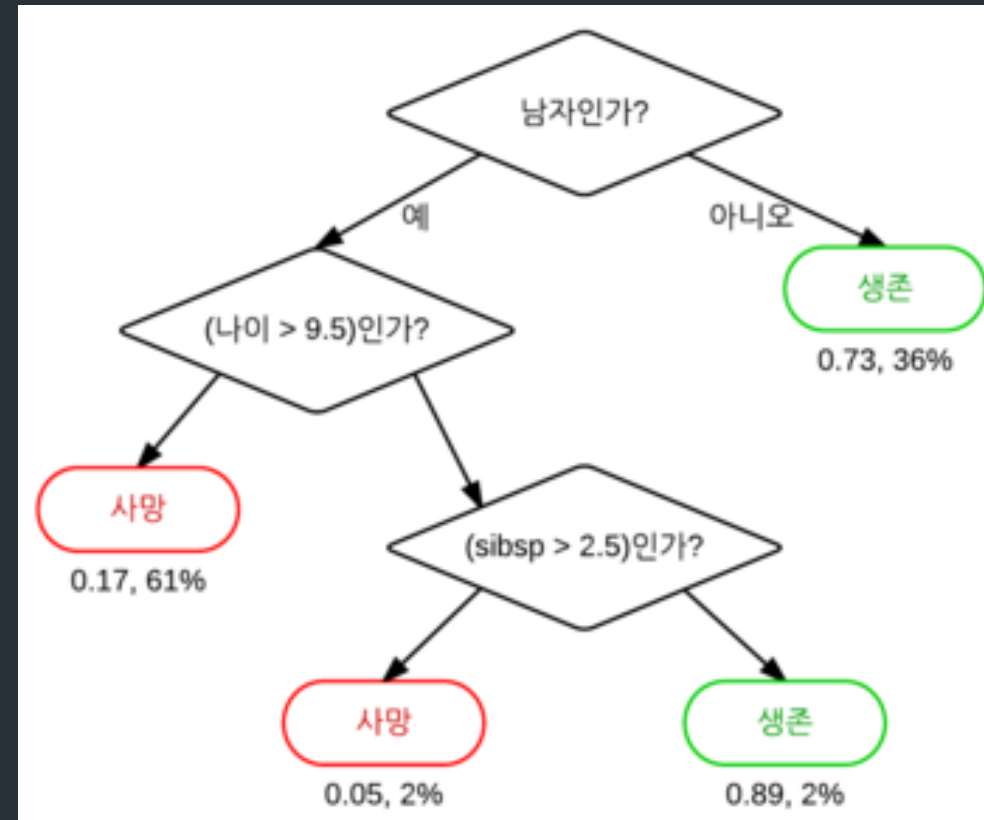 남자인가?
예
아니오
생존
0.73, 36%
(나이 > 9.5)인가?
사망
0.17, 61%
(sibsp > 2.5)인가?
사망
0.05, 2%
생존
0.89, 2%